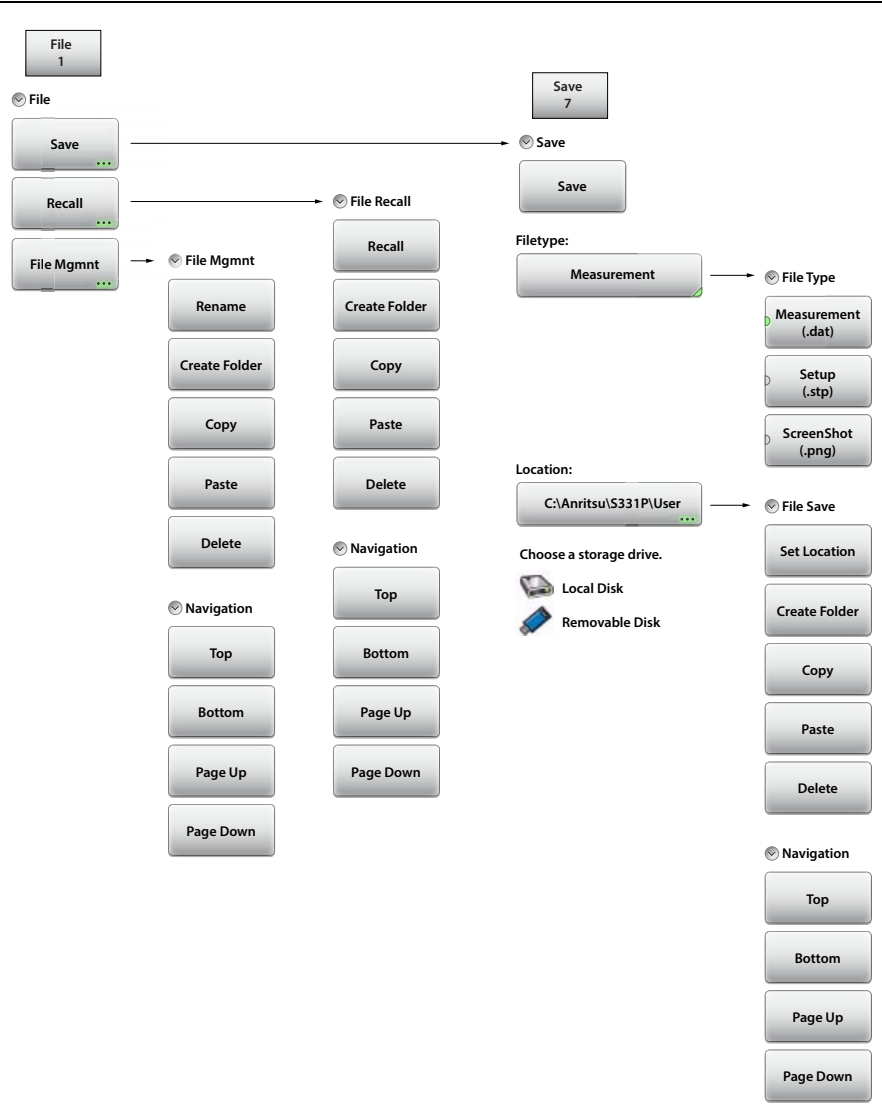 File
1
File
Save
Recall
File Mgmnt
File Mgmnt
Rename
Create Folder
Copy
Paste
Delete
Navigation
Top
Bottom
Page Up
Page Down
File Recall
Recall
Create Folder
Copy
Paste
Delete
Navigation
Top
Bottom
Page Up
Page Down
Save
7
Save
Save
Filetype:
Measurement
Location:
C:\Anritsu\S331P\User
Choose a storage drive.
Local Disk
Removable Disk
File Type
Measurement
(.dat)
Setup
(.stp)
ScreenShot
(.png)
File Save
Set Location
Create Folder
Copy
Paste
Delete
Navigation
Top
Bottom
Page Up
Page Down